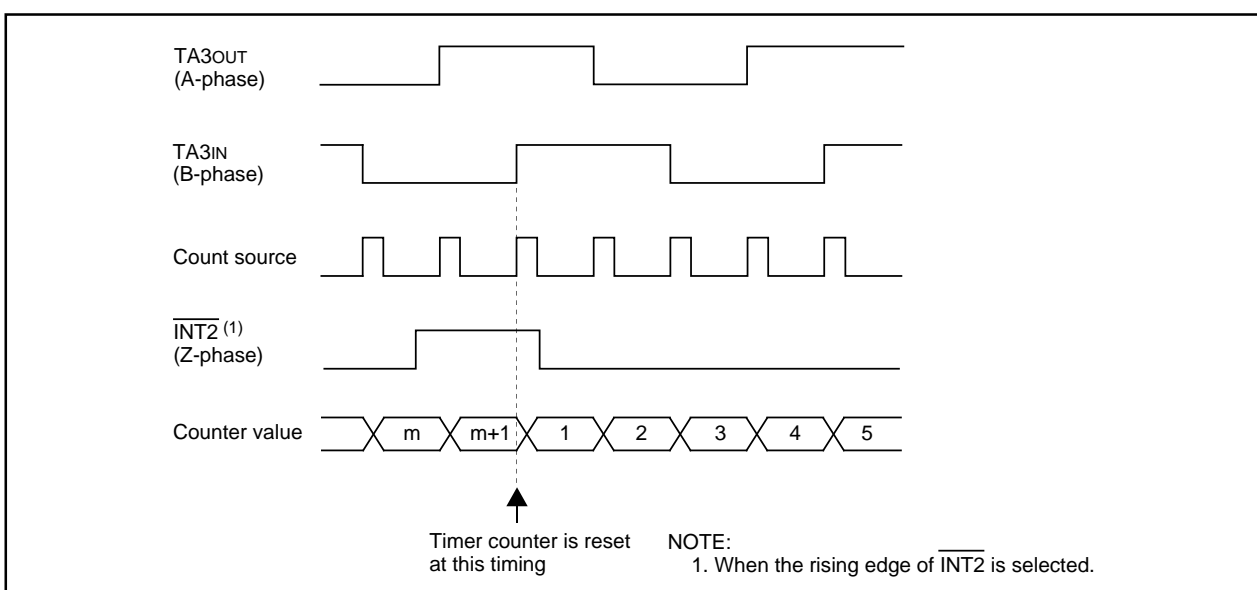 TA3OUT
(A-phase)
TA3IN
(B-phase)
Count source
INT2 (1)
(Z-phase)
Counter value
m
m+1
1
2
3
4
5
Timer counter is reset
at this timing
NOTE:
1. When the rising edge of INT2 is selected.